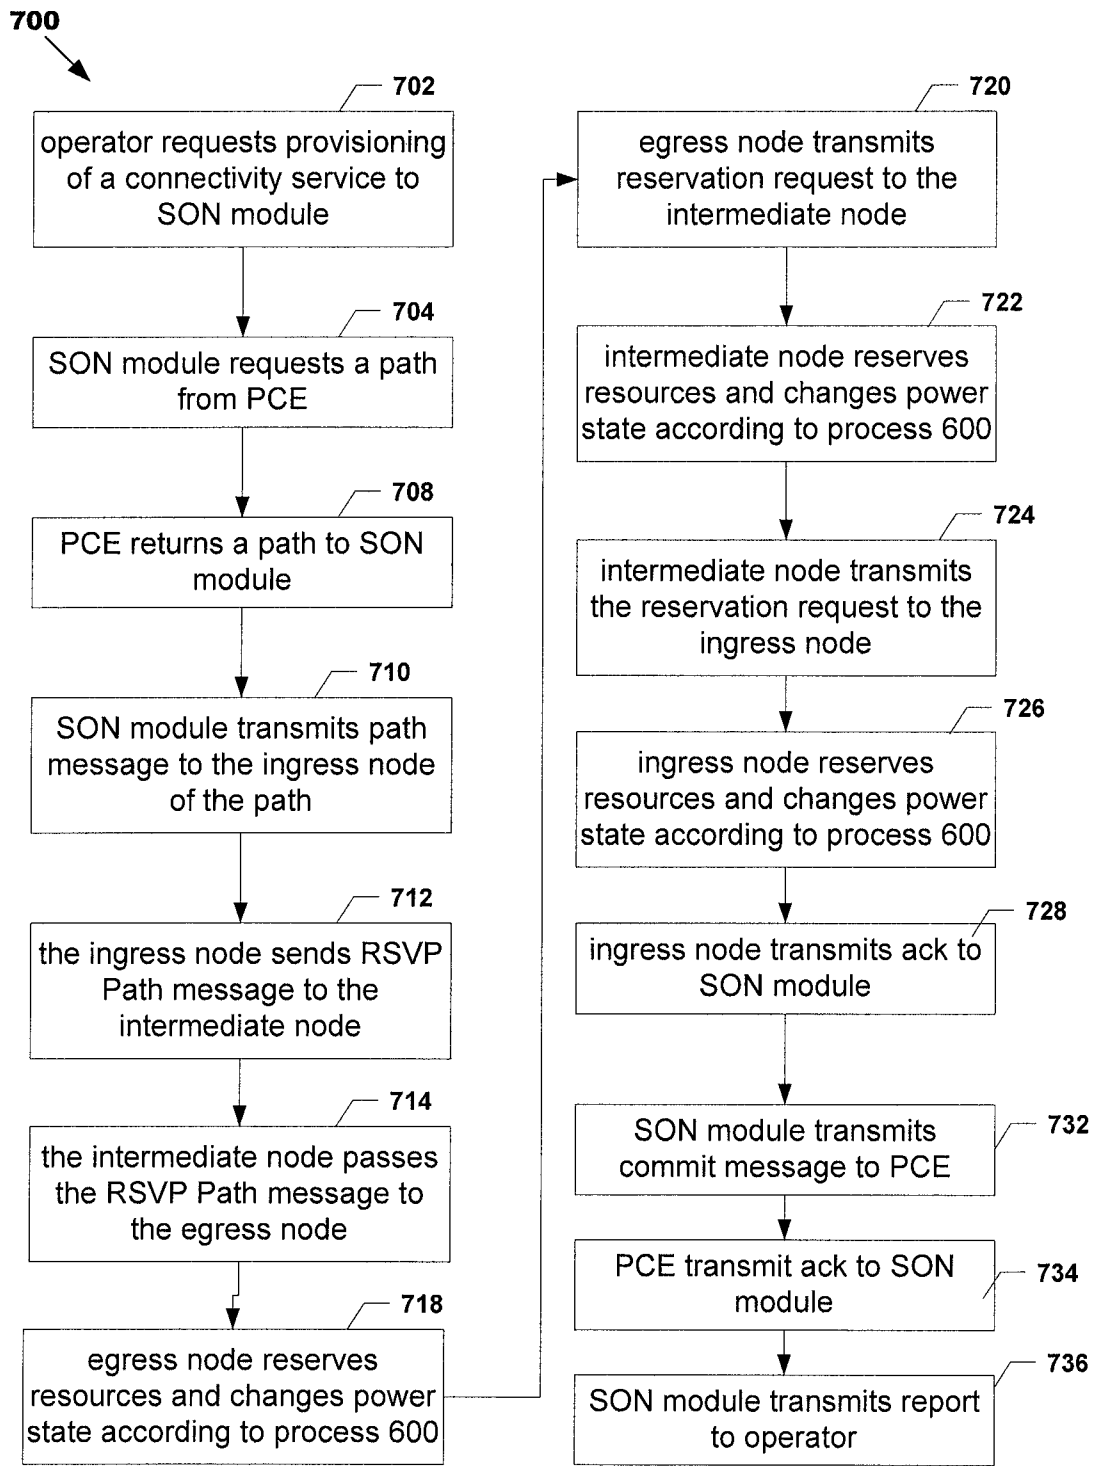 700
702
operator requests provisioning
of a connectivity service to
SON module
704
SON module requests a path
from PCE
708
PCE returns a path to SON
module
710
SON module transmits path
message to the ingress node
of the path
712
the ingress node sends RSVP
Path message to the
intermediate node
714
the intermediate node passes
the RSVP Path message to
the egress node
718
egress node reserves
resources and changes power
state according to process 600
720
egress node transmits
reservation request to the
intermediate node
722
intermediate node reserves
resources and changes power
state according to process 600
724
intermediate node transmits
the reservation request to the
ingress node
726
ingress node reserves
resources and changes power
state according to process 600
728
ingress node transmits ack to
SON module
732
SON module transmits
commit message to PCE
734
PCE transmit ack to SON
module
736
SON module transmits report
to operator